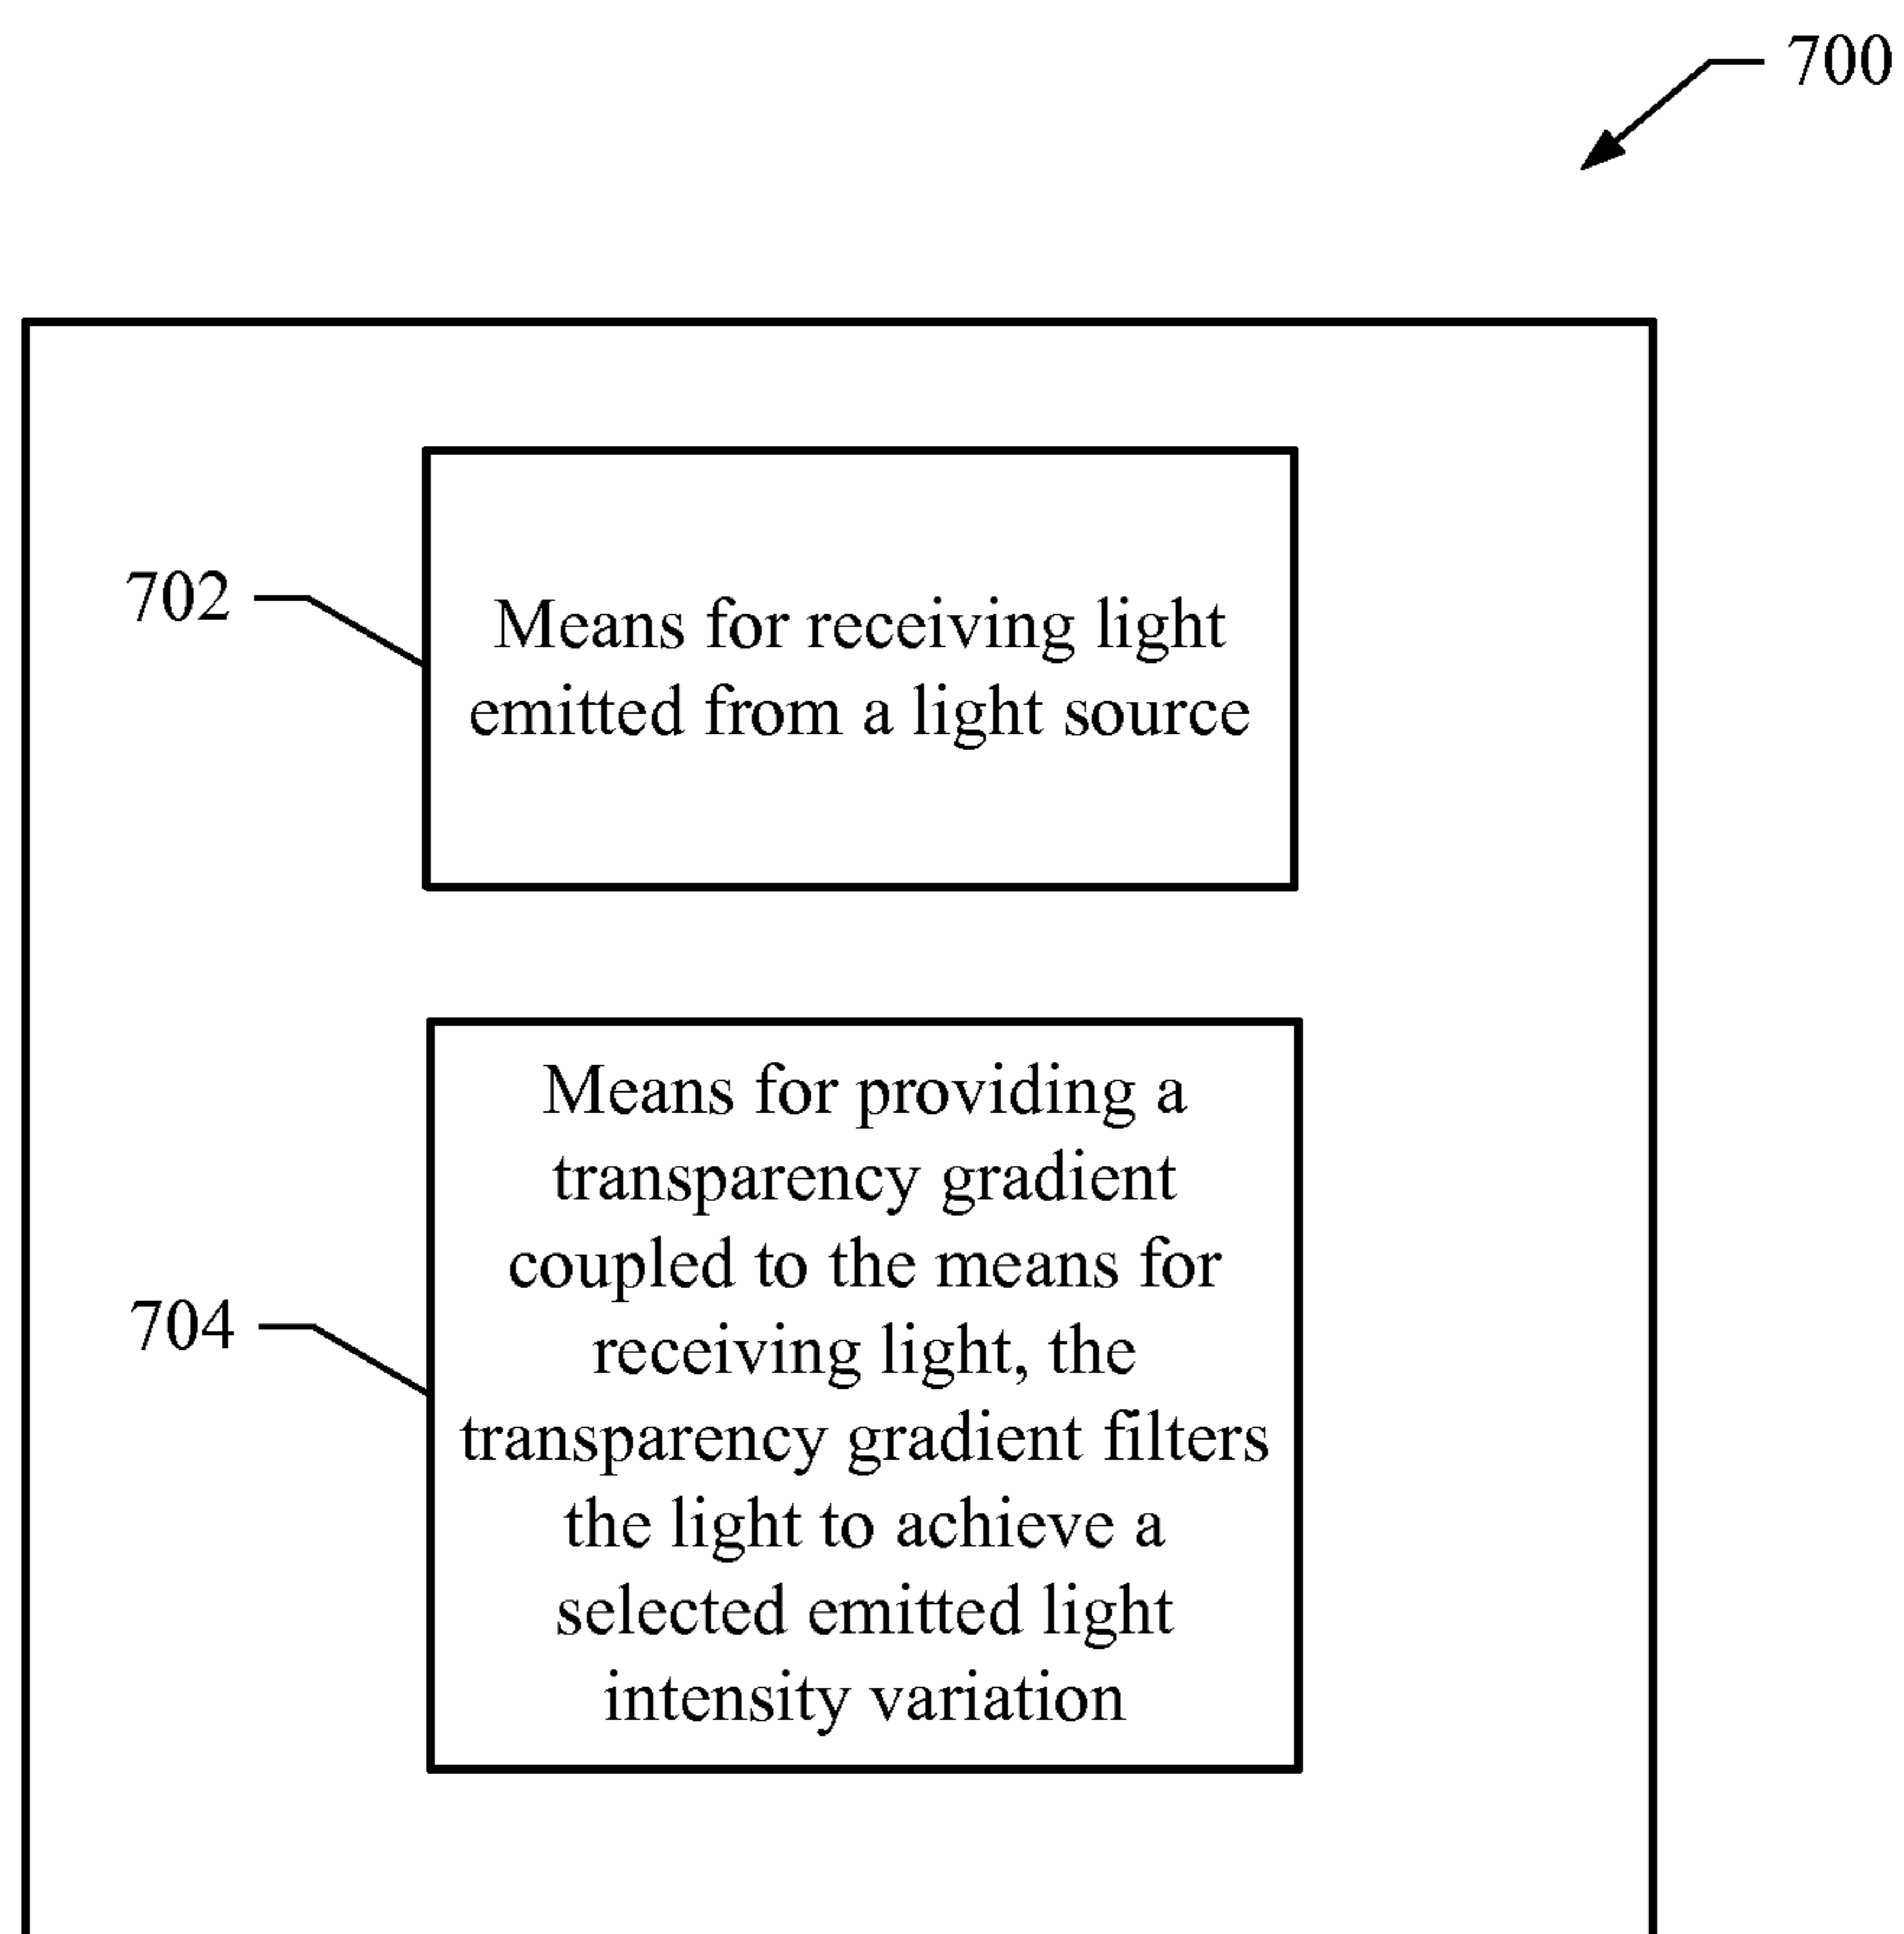 700
702
Means for receiving light
emitted from a light source
704
Means for providing a
transparency gradient
coupled to the means for
receiving light, the
transparency gradient filters
the light to achieve a
selected emitted light
intensity variation